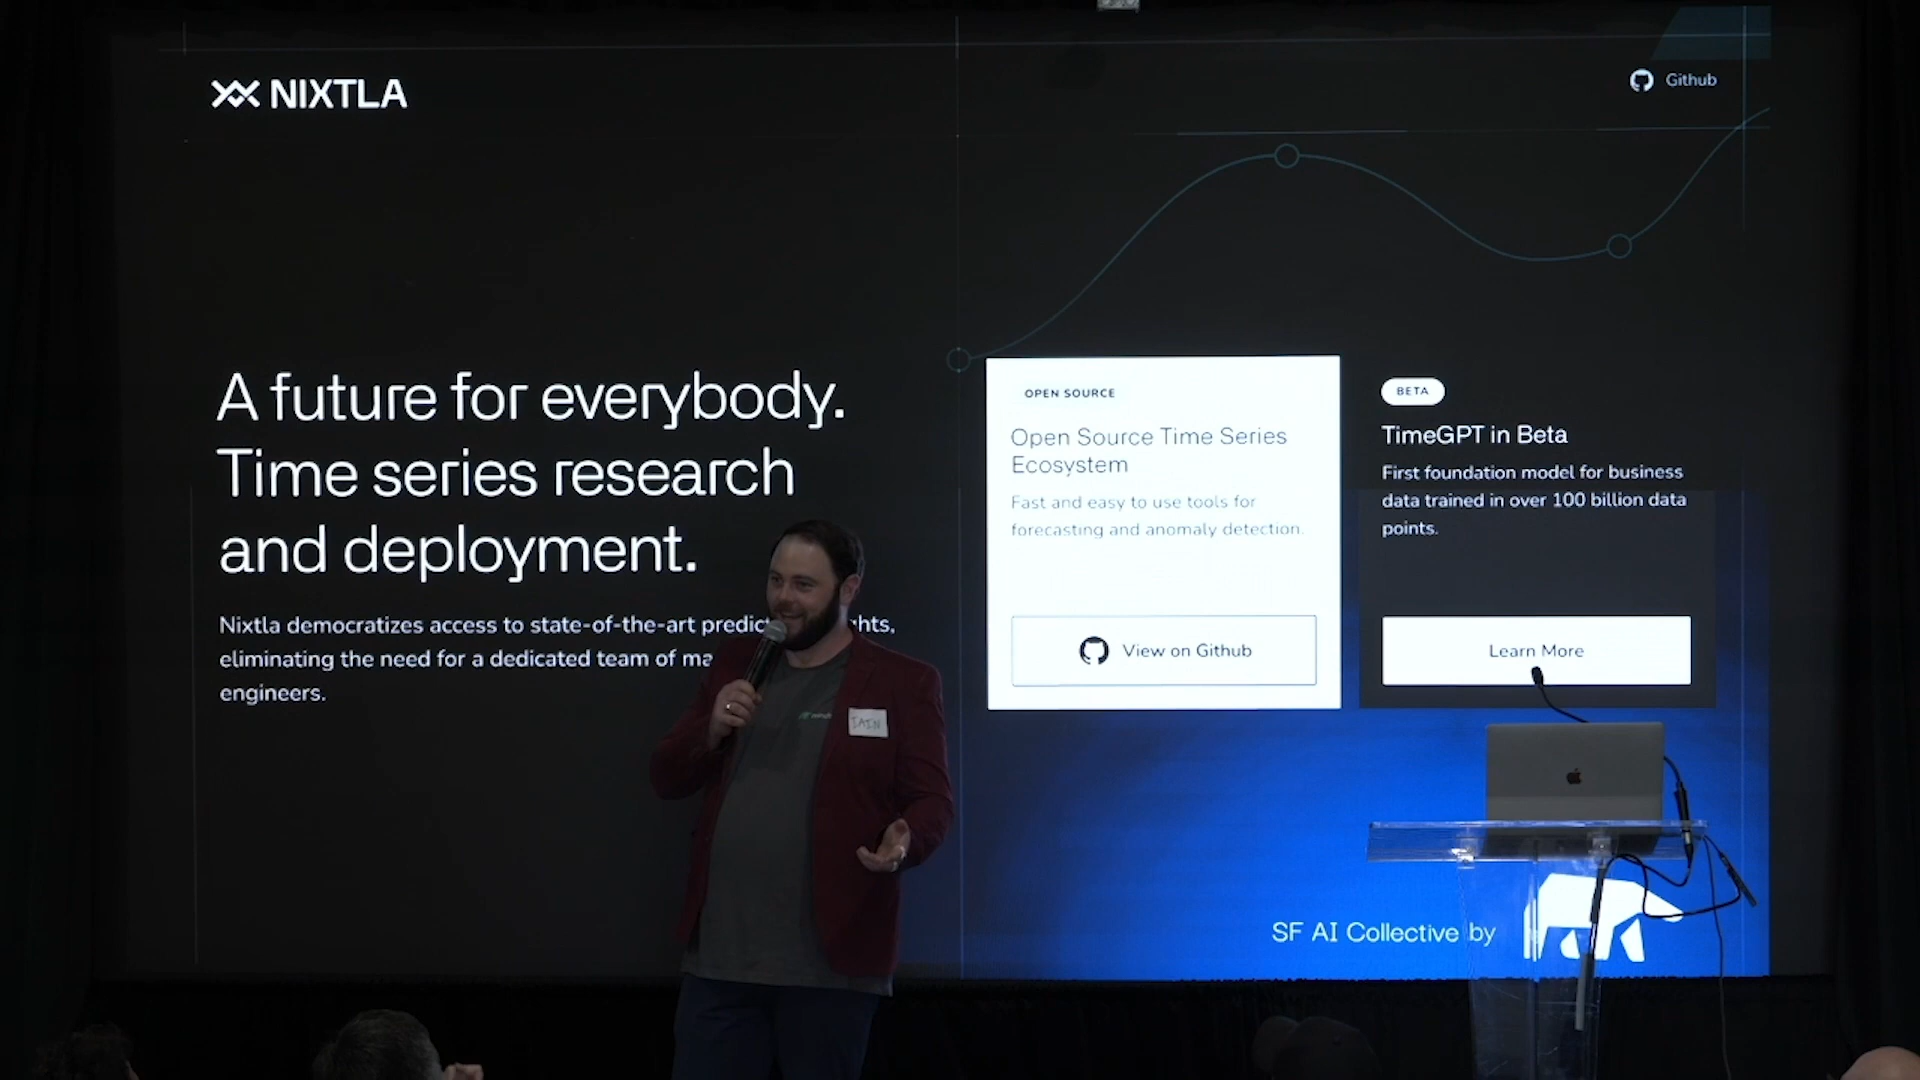 NIXTLA
Github
A future for everybody.
Time series research
and deployment.
Nixtla democratizes access to state-of-the-art
eliminating the need for a dedicated team of
engineers.
OPEN SOURCE
Open Source Time Series
Ecosystem
Fast and easy to use tools for
forecasting and anomaly detection.
View on Github
BETA
TimeGPT in Beta
First foundation model for business
data trained in over 100 billion data
points.
Learn More
IAIN
SF AI Collective by